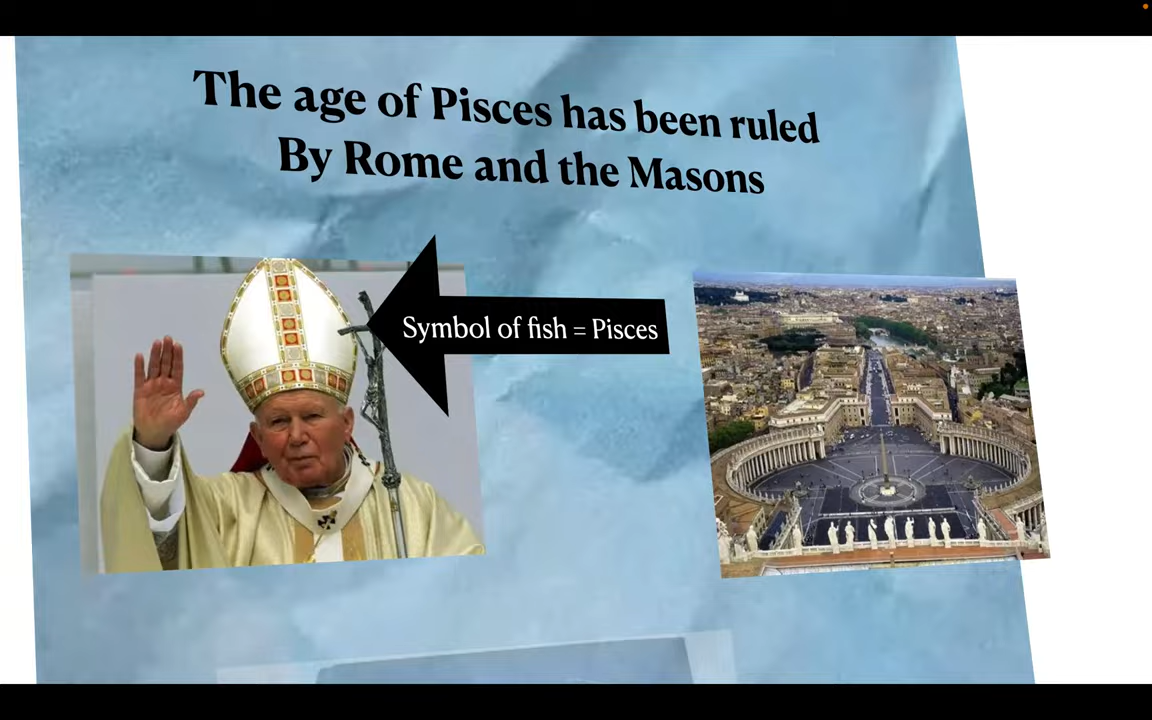 The age of Pisces has been ruled
By Rome and the Masons
Symbol of fish = Pisces